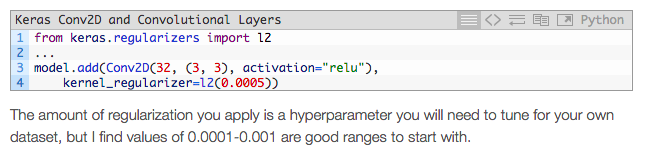 Keras Conv2D and Convolutional Layers
Python
1 from keras.regularizers import l2
2 ...
3 model.add(Conv2D(32, (3, 3), activation="relu"),
4 kernel_regularizer=l2(0.0005))
The amount of regularization you apply is a hyperparameter you will need to tune for your own
dataset, but I find values of 0.0001-0.001 are good ranges to start with.